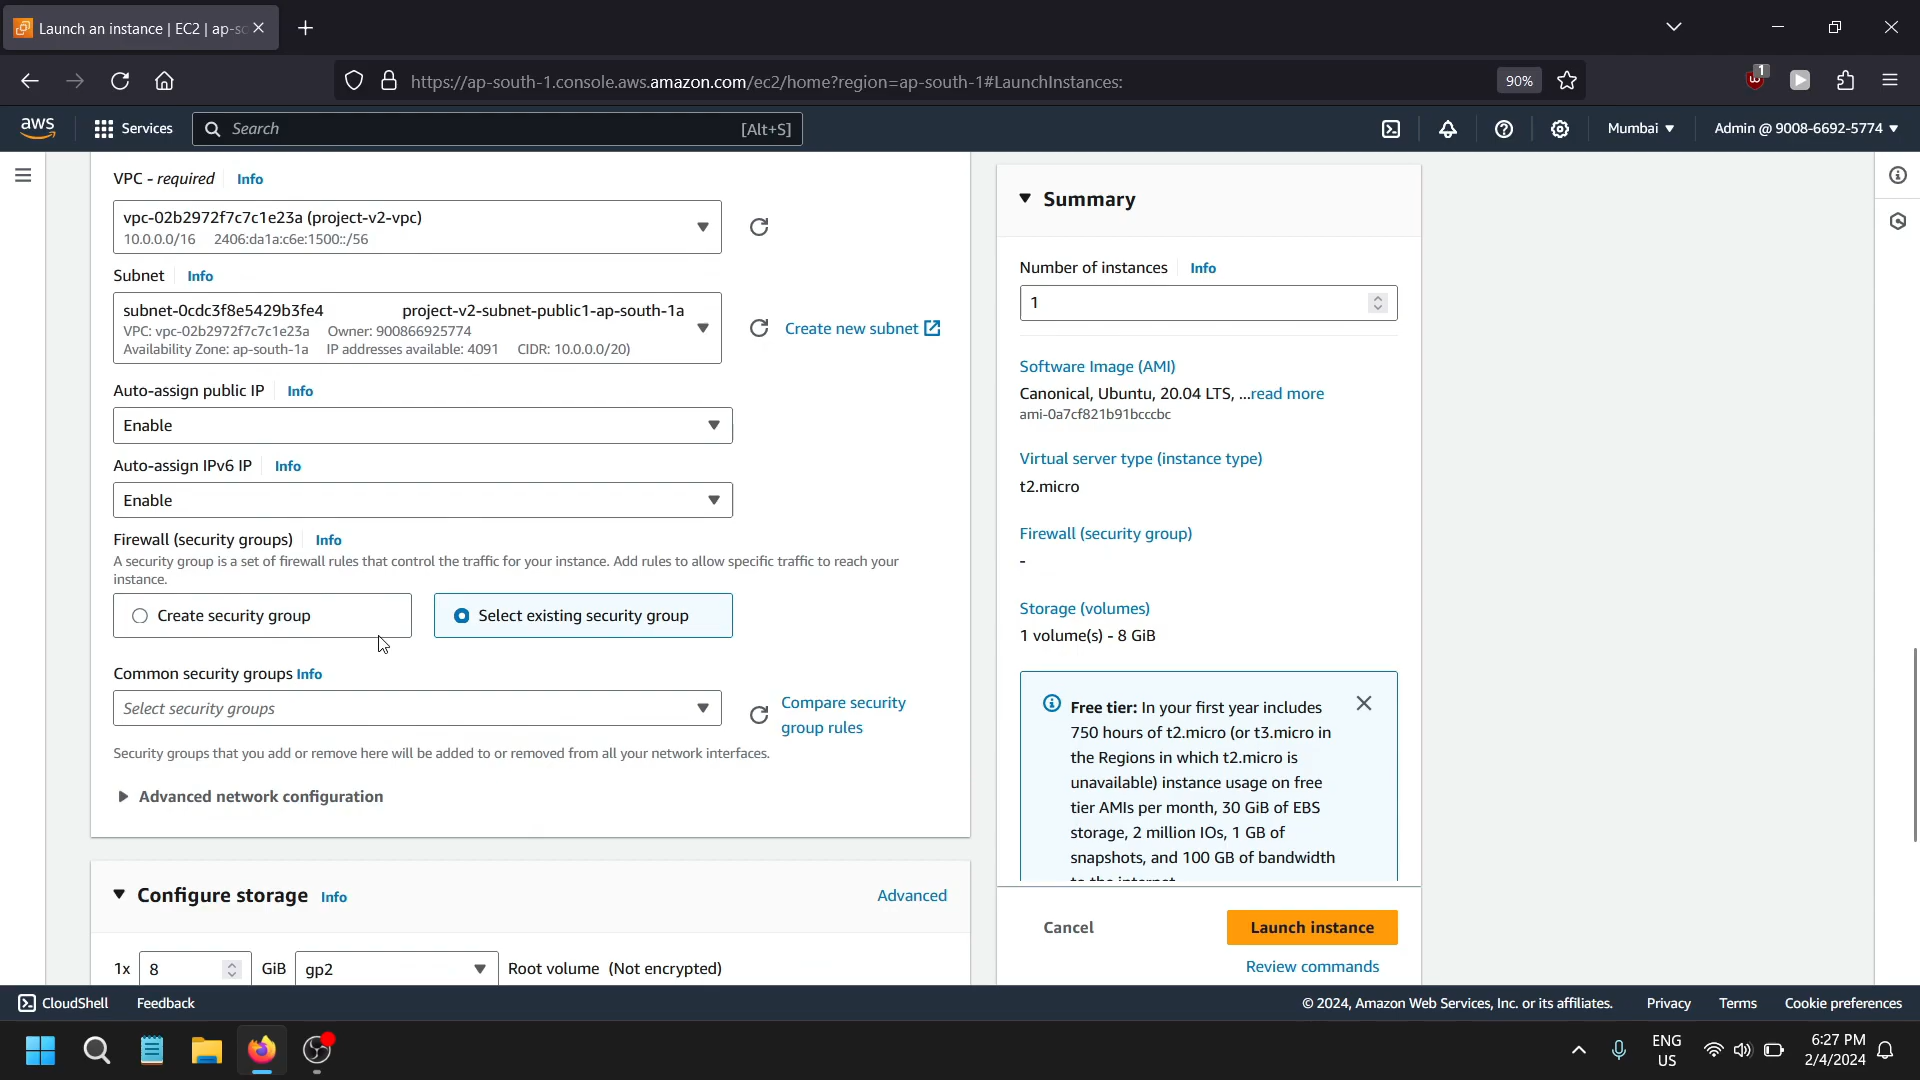 Launch an instance | EC2 | ap-so
https://ap-south-1.console.aws.amazon.com/ec2/home?region=ap-south-1#LaunchInstances:
90%
1
aws
Services
Search
[Alt+S]
Mumbai
Admin @ 9008-6692-5774
VPC - required
Info
vpc-02b2972f7c7c1e23a (project-v2-vpc)
10.0.0.0/16 2406:da1a:c6e:1500::/56
Subnet
Info
subnet-0cdc3f8e5429b3fe4 project-v2-subnet-public1-ap-south-1a
VPC: vpc-02b2972f7c7c1e23a Owner: 900866925774
Availability Zone: ap-south-1a IP addresses available: 4091 CIDR: 10.0.0.0/20)
Create new subnet
Auto-assign public IP
Info
Enable
Auto-assign IPv6 IP
Info
Enable
Firewall (security groups)
Info
A security group is a set of firewall rules that control the traffic for your instance. Add rules to allow specific traffic to reach your
instance.
Create security group
Select existing security group
Common security groups Info
Select security groups
Compare security
group rules
Security groups that you add or remove here will be added to or removed from all your network interfaces.
Advanced network configuration
Configure storage Info
Advanced
1x 8 GiB gp2 Root volume (Not encrypted)
Summary
Number of instances
Info
1
Software Image (AMI)
Canonical, Ubuntu, 20.04 LTS, ...read more
ami-0a7cf821b91bcccbc
Virtual server type (instance type)
t2.micro
Firewall (security group)
-
Storage (volumes)
1 volume(s) - 8 GiB
Free tier: In your first year includes
750 hours of t2.micro (or t3.micro in
the Regions in which t2.micro is
unavailable) instance usage on free
tier AMIs per month, 30 GiB of EBS
storage, 2 million IOs, 1 GB of
snapshots, and 100 GB of bandwidth
to the internet.
Cancel
Launch instance
Review commands
CloudShell
Feedback
© 2024, Amazon Web Services, Inc. or its affiliates.
Privacy
Terms
Cookie preferences
ENG
US
6:27 PM
2/4/2024